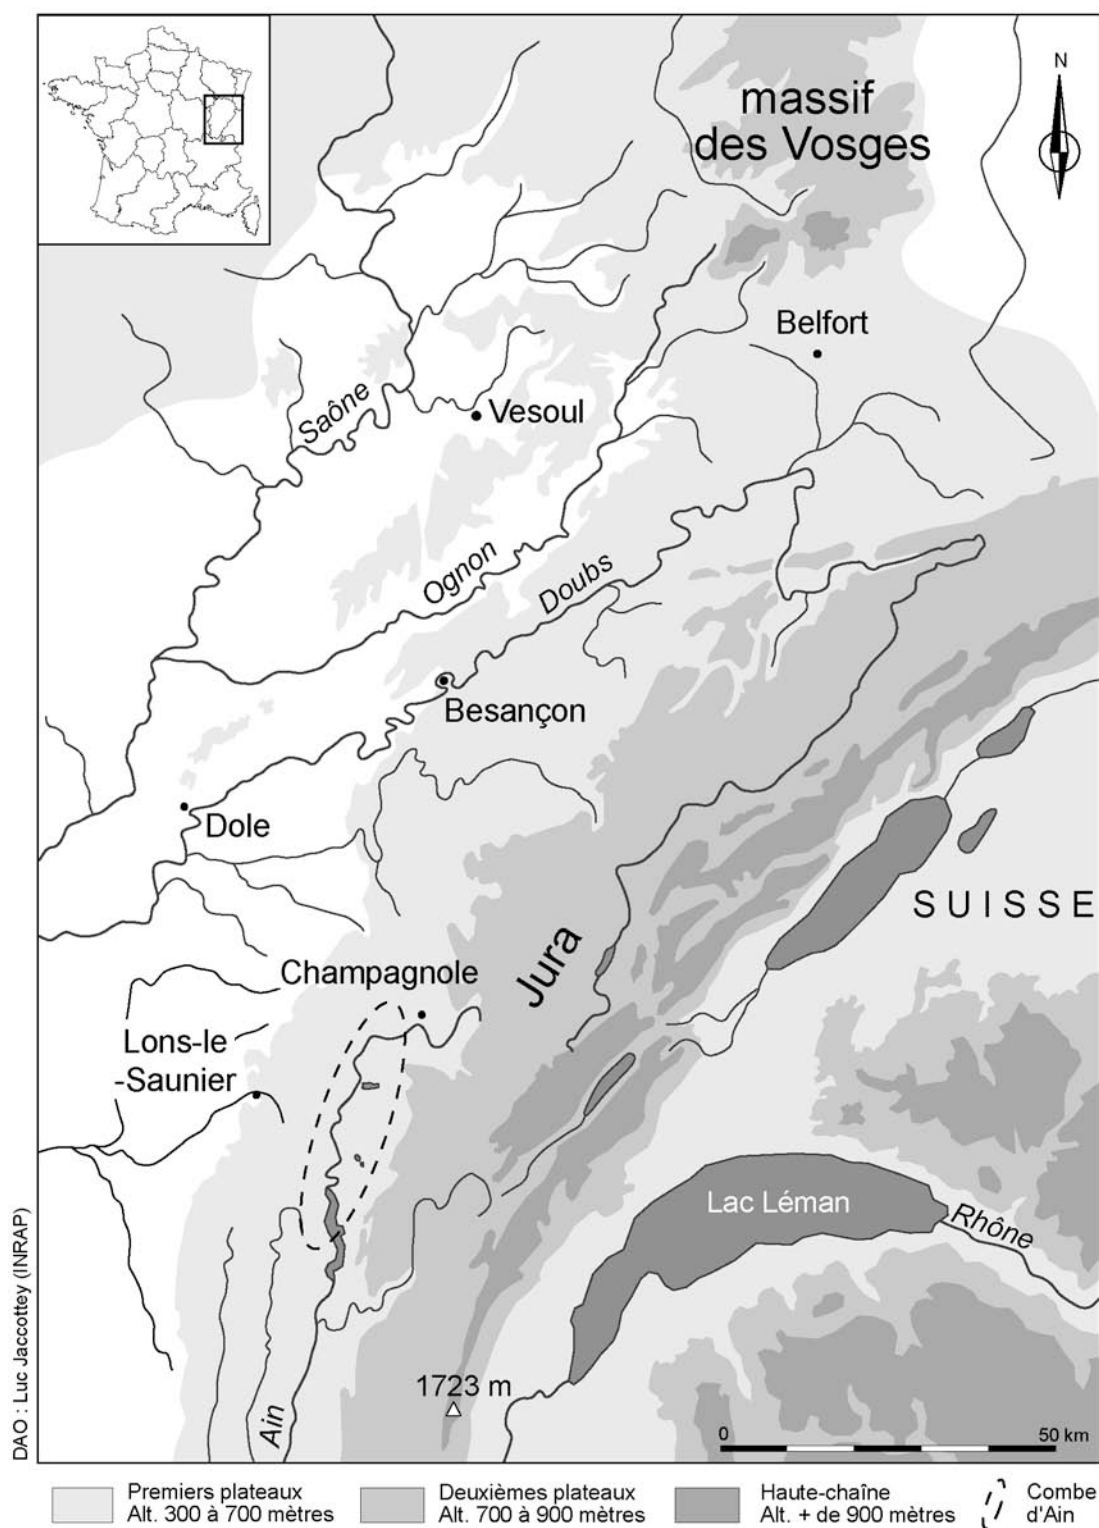 massif
des Vosges
N
Belfort
Saône
Vesoul
Ognon
Doubs
Besançon
Dole
SUISSE
Jura
Champagnole
Lons-le
-Saunier
Lac Léman
Rhône
Ain
1723 m
0
50 km
DAO : Luc Jaccottey (INRAP)
Premiers plateaux
Alt. 300 à 700 mètres
Deuxièmes plateaux
Alt. 700 à 900 mètres
Haute-chaîne
Alt. + de 900 mètres
Combe
d'Ain